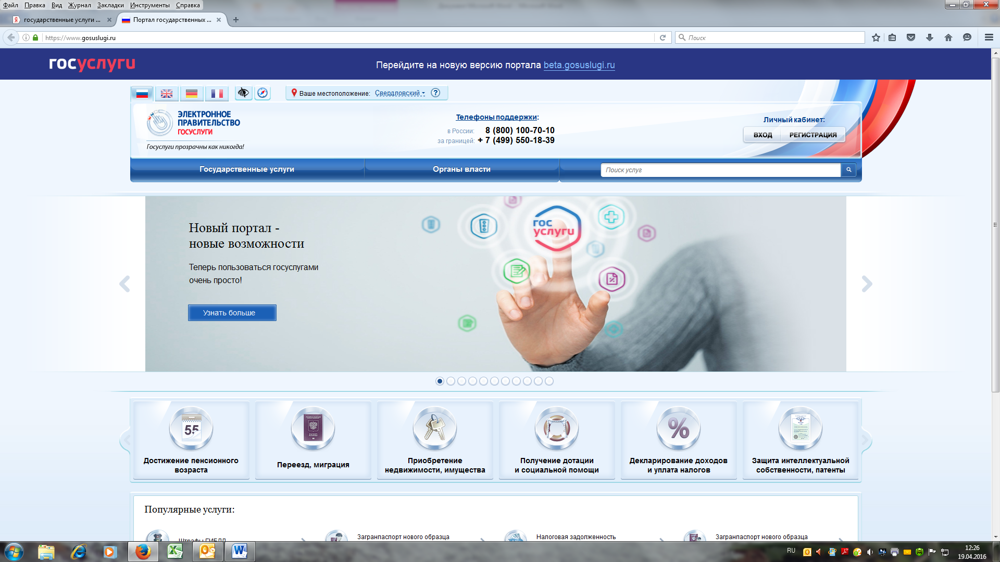 Файл Правка Вид Журнал Закладки Инструменты Справка
государственные услуги ...
Портал государственных ...
https://www.gosuslugi.ru
Поиск
госуслуги
Перейдите на новую версию портала beta.gosuslugi.ru
Ваше местоположение: Свердловский ?
ЭЛЕКТРОННОЕ
ПРАВИТЕЛЬСТВО
ГОСУСЛУГИ
Госуслуги прозрачны как никогда!
Телефоны поддержки:
в России: 8 (800) 100-70-10
за границей: + 7 (499) 550-18-39
Личный кабинет:
ВХОД РЕГИСТРАЦИЯ
Государственные услуги
Органы власти
Поиск услуг
Новый портал -
новые возможности
Теперь пользоваться госуслугами
очень просто!
Узнать больше
гос
услуги
55
%
Достижение пенсионного
возраста
Переезд, миграция
Приобретение
недвижимости, имущества
Получение дотации
и социальной помощи
Декларирование доходов
и уплата налогов
Защита интеллектуальной
собственности, патенты
Популярные услуги:
Штрафы ГИБДД
Загранпаспорт нового образца
Налоговая задолженность
Загранпаспорт нового образца
RU
12:26
19.04.2016